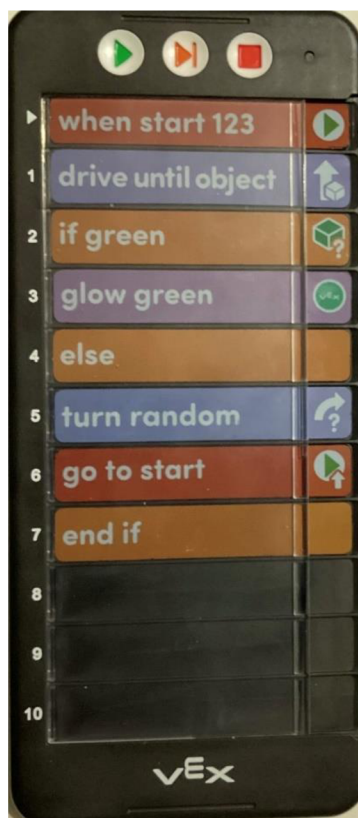 when start 123
1 drive until object
2 if green
3 glow green vex
4 else
5 turn random
6 go to start
7 end if
8
9
10
vex